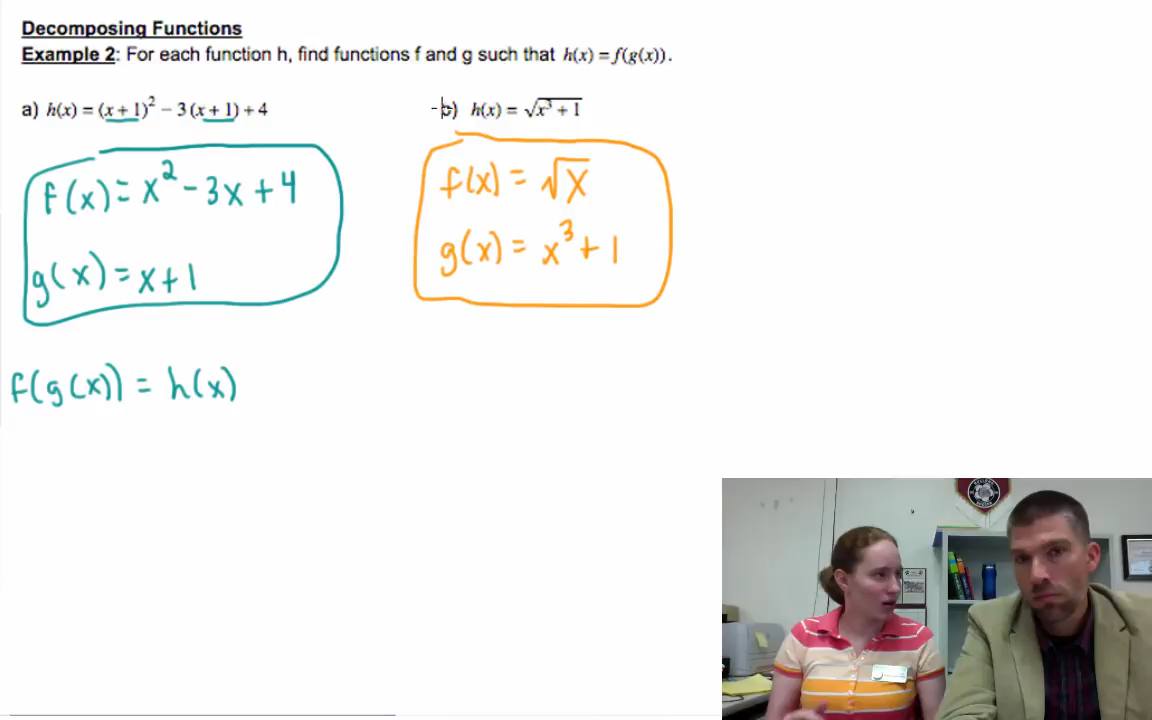 Decomposing Functions
Example 2: For each function h, find functions f and g such that h(x) = f(g(x)).
a) h(x) = (x + 1)² − 3 (x + 1) + 4
f(x) = x² - 3x + 4
g(x) = x + 1
f(g(x)) = h(x)
b) h(x) = √(x³ + 1)
f(x) = √x
g(x) = x³ + 1